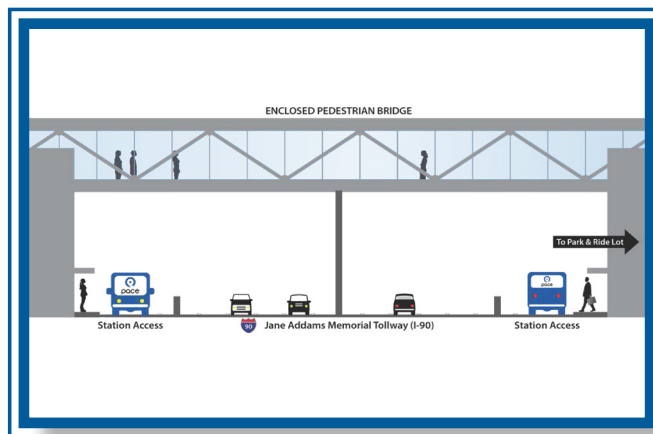 ENCLOSED PEDESTRIAN BRIDGE
To Park & Ride Lot
pace
pace
Station Access
90
Jane Addams Memorial Tollway (I-90)
Station Access